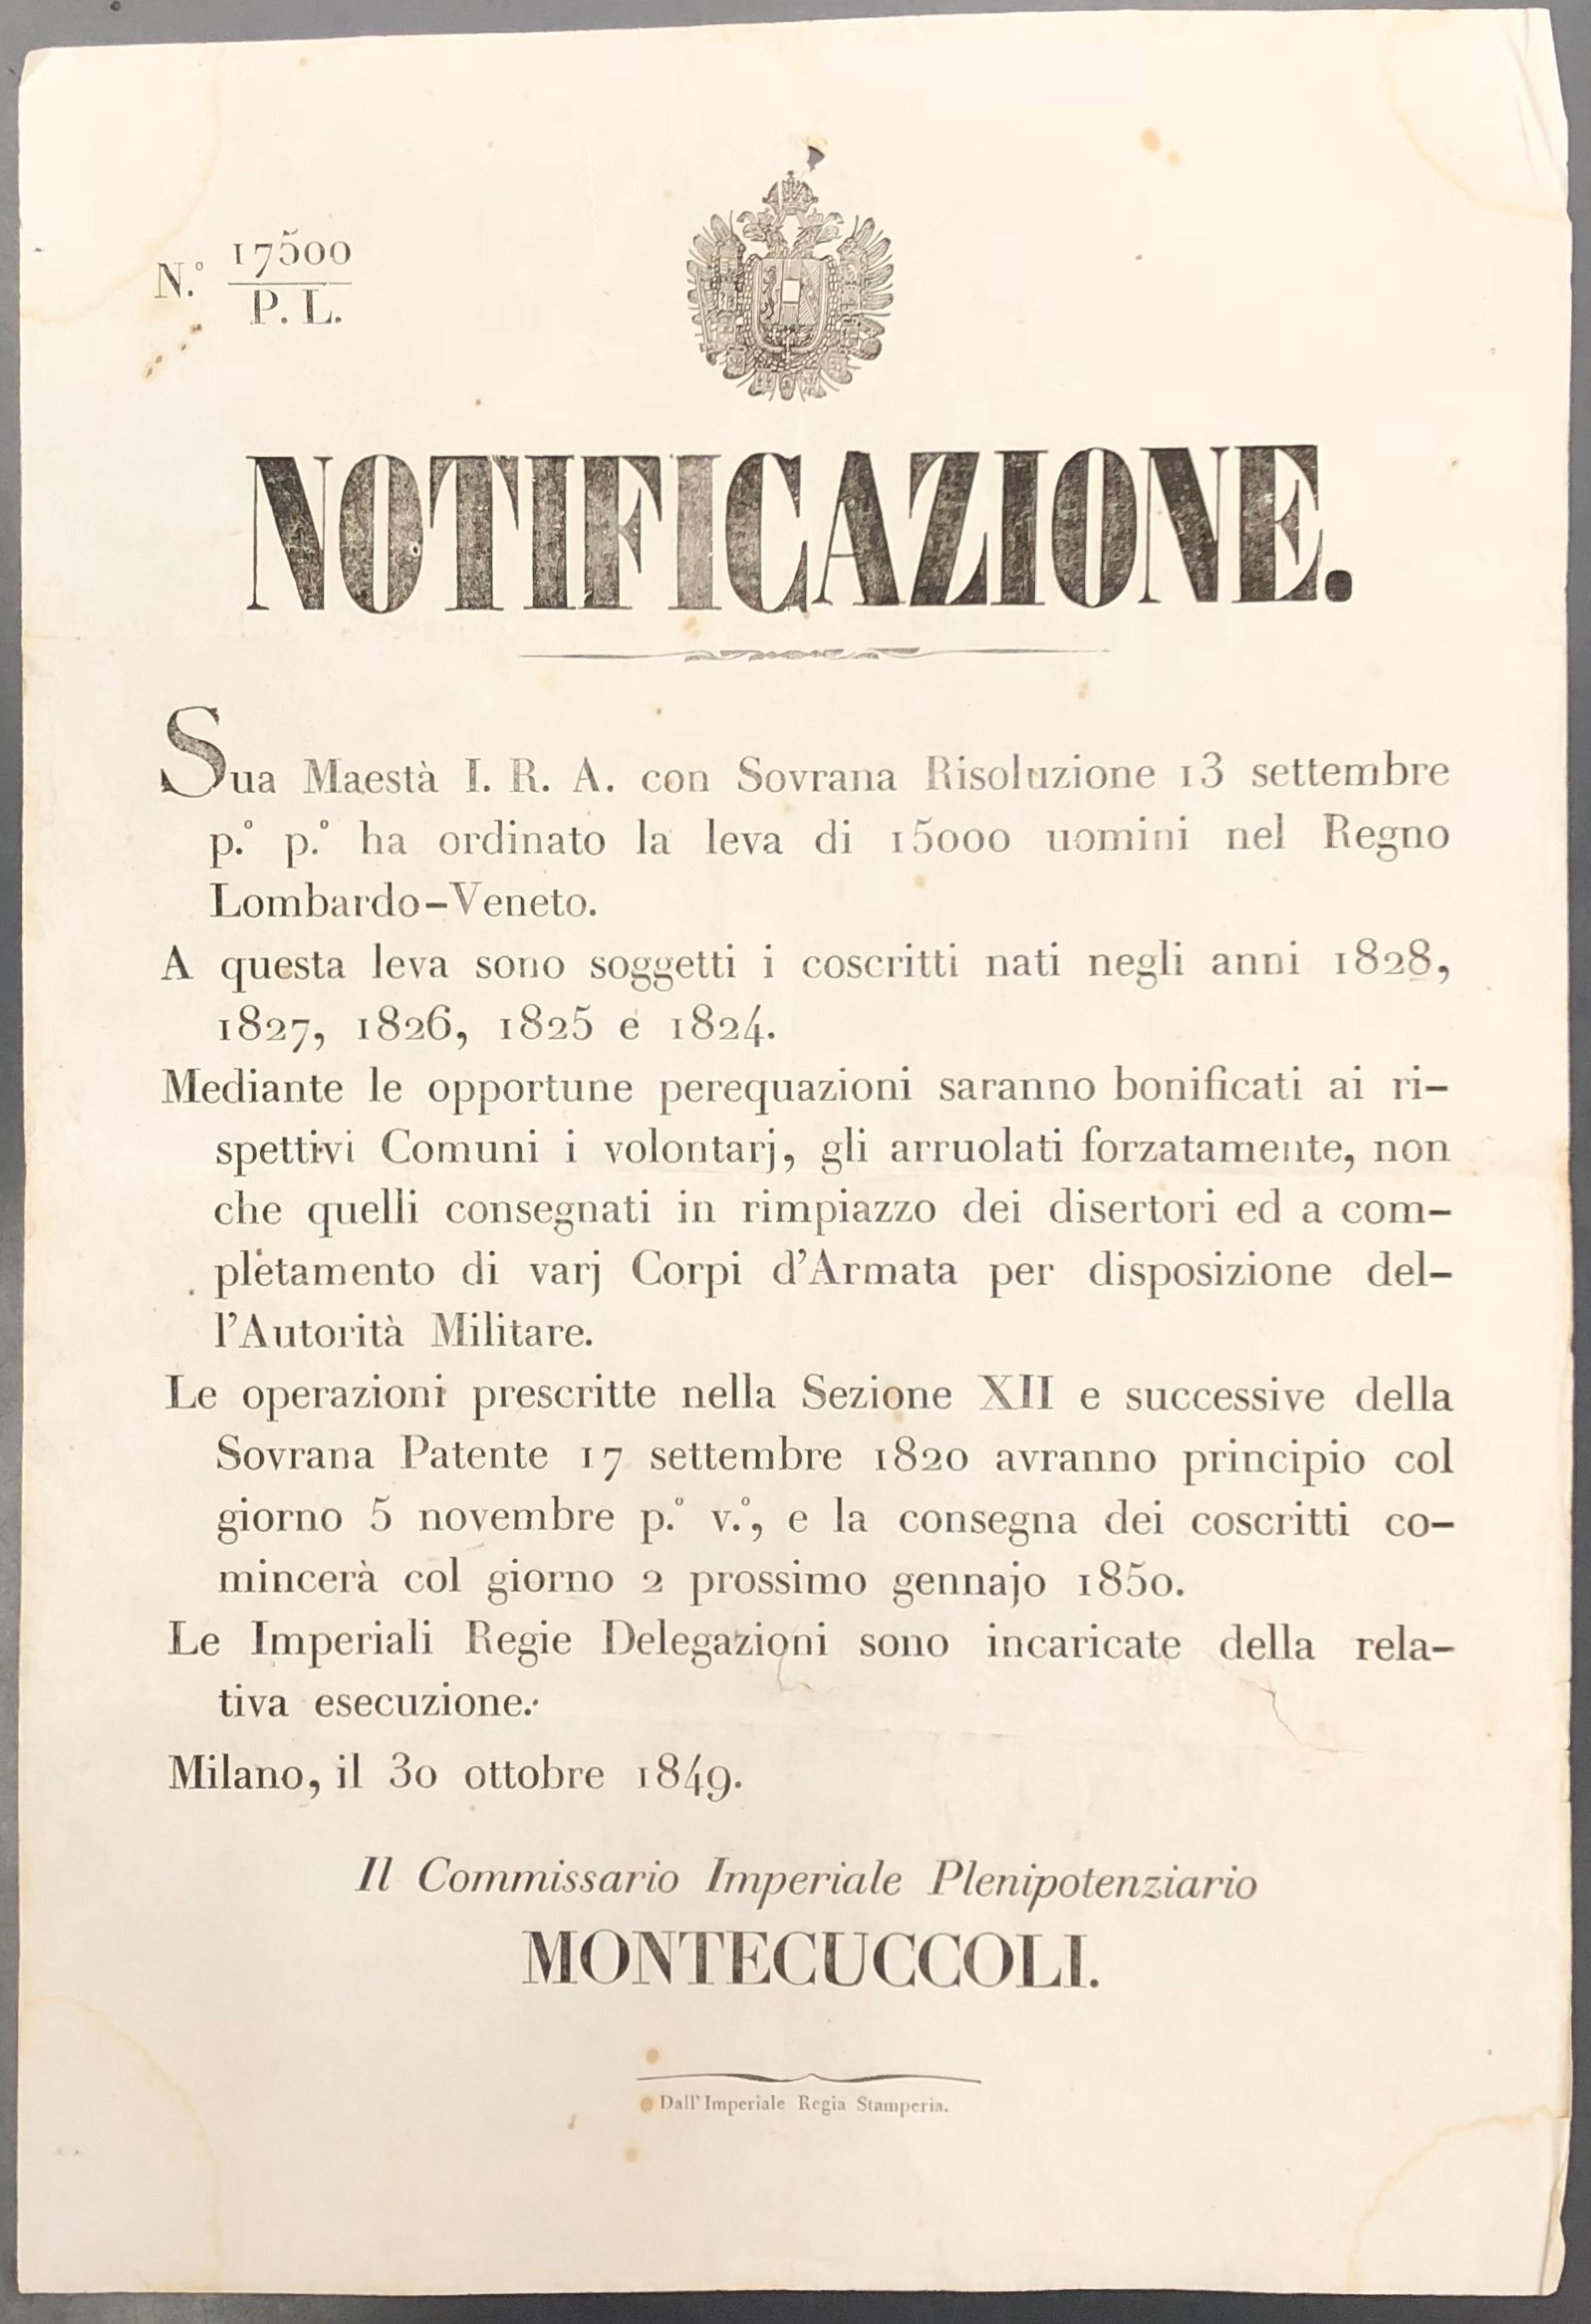 N.° 17500
P. L.
NOTIFICAZIONE.
Sua Maestà I. R. A. con Sovrana Risoluzione 13 settembre
p.° p.° ha ordinato la leva di 15000 uomini nel Regno
Lombardo-Veneto.
A questa leva sono soggetti i coscritti nati negli anni 1828,
1827, 1826, 1825 e 1824.
Mediante le opportune perequazioni saranno bonificati ai ri-
spettivi Comuni i volontarj, gli arruolati forzatamente, non
che quelli consegnati in rimpiazzo dei disertori ed a com-
pletamento di varj Corpi d'Armata per disposizione del-
l'Autorità Militare.
Le operazioni prescritte nella Sezione XII e successive della
Sovrana Patente 17 settembre 1820 avranno principio col
giorno 5 novembre p.° v.°, e la consegna dei coscritti co-
mincerà col giorno 2 prossimo gennajo 1850.
Le Imperiali Regie Delegazioni sono incaricate della rela-
tiva esecuzione.
Milano, il 30 ottobre 1849.
Il Commissario Imperiale Plenipotenziario
MONTECUCCOLI.
Dall'Imperiale Regia Stamperia.